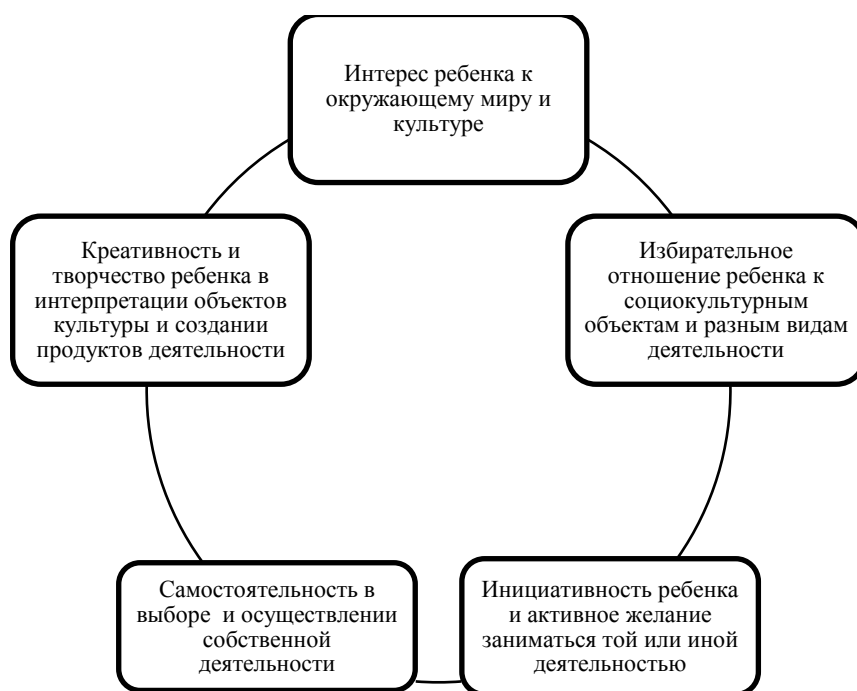 Интерес ребенка к
окружающему миру и
культуре
Избирательное
отношение ребенка к
социокультурным
объектам и разным видам
деятельности
Инициативность ребенка
и активное желание
заниматься той или иной
деятельностью
Самостоятельность в
выборе и осуществлении
собственной
деятельности
Креативность и
творчество ребенка в
интерпретации объектов
культуры и создании
продуктов деятельности